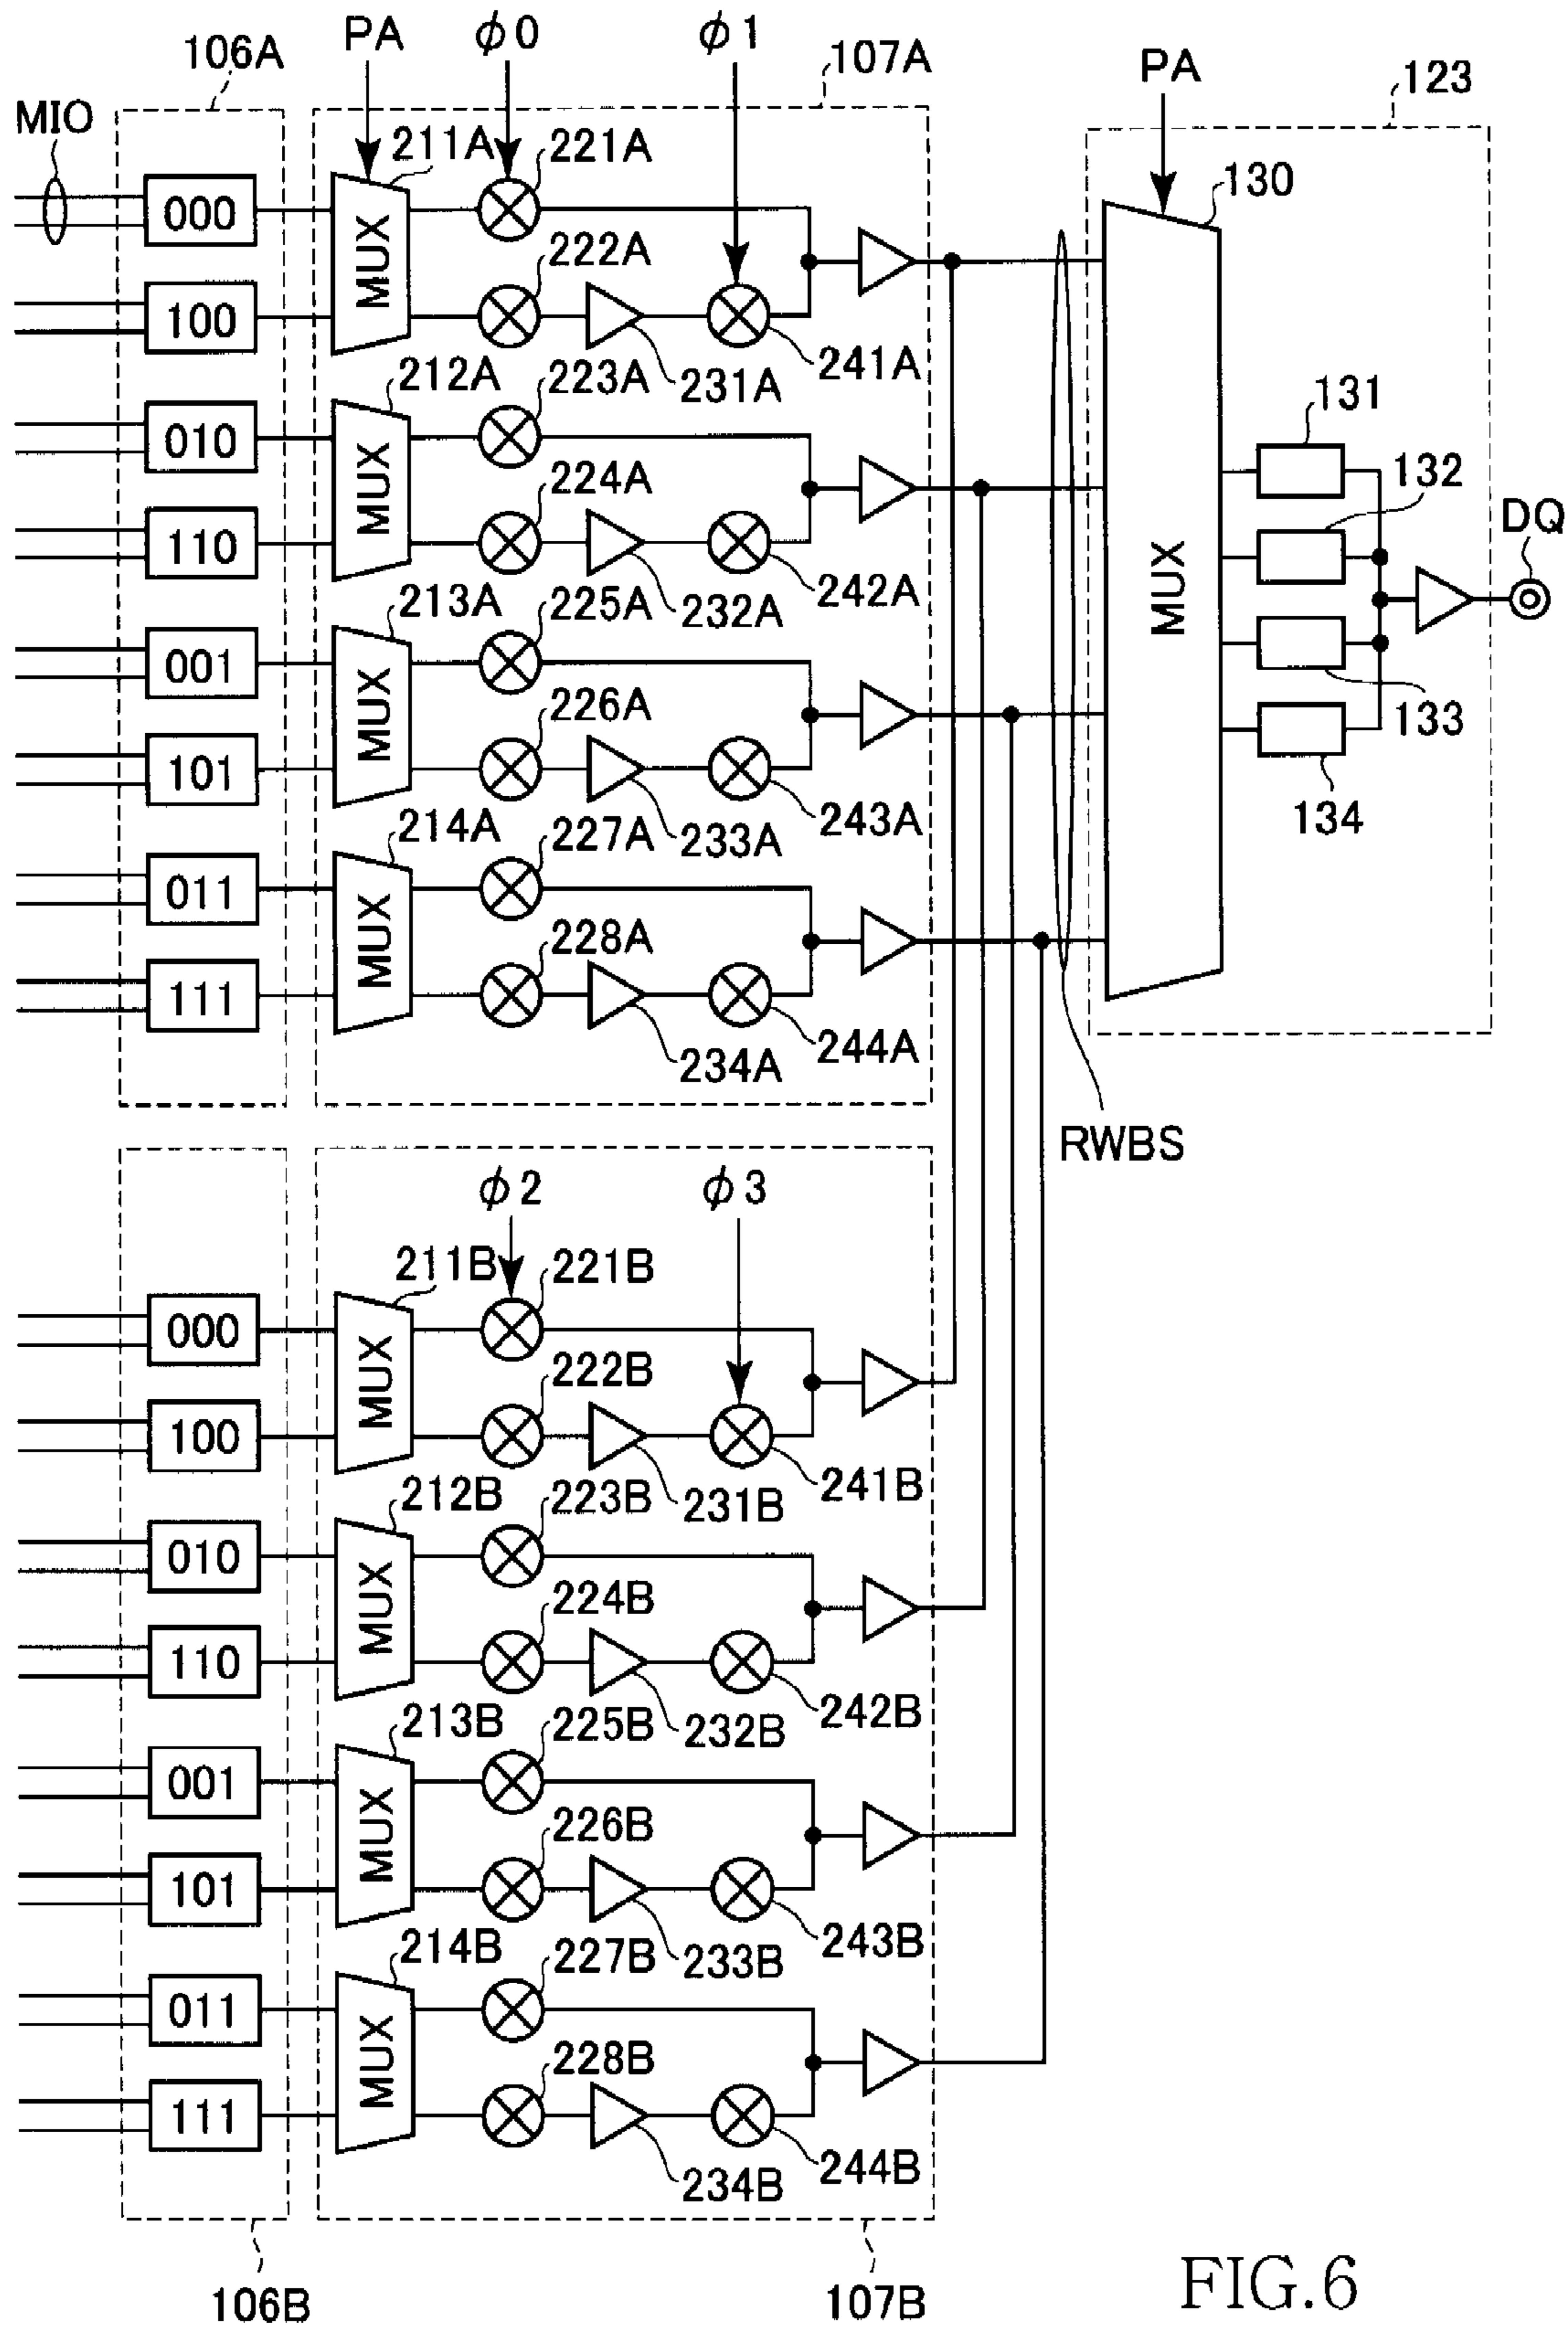 PA
φ0
φ1
106A
107A
PA
123
MIO
211A
221A
130
000
MUX
222A
100
241A
212A
223A
231A
131
010
MUX
224A
132
DQ
110
242A
213A
225A
232A
MUX
001
MUX
226A
133
101
243A
134
214A
227A
233A
011
MUX
228A
111
244A
234A
RWBS
φ2
φ3
211B
221B
000
MUX
222B
100
241B
212B
223B
231B
010
MUX
224B
110
242B
213B
225B
232B
001
MUX
226B
101
243B
214B
227B
233B
011
MUX
228B
111
244B
234B
106B
107B
FIG.6